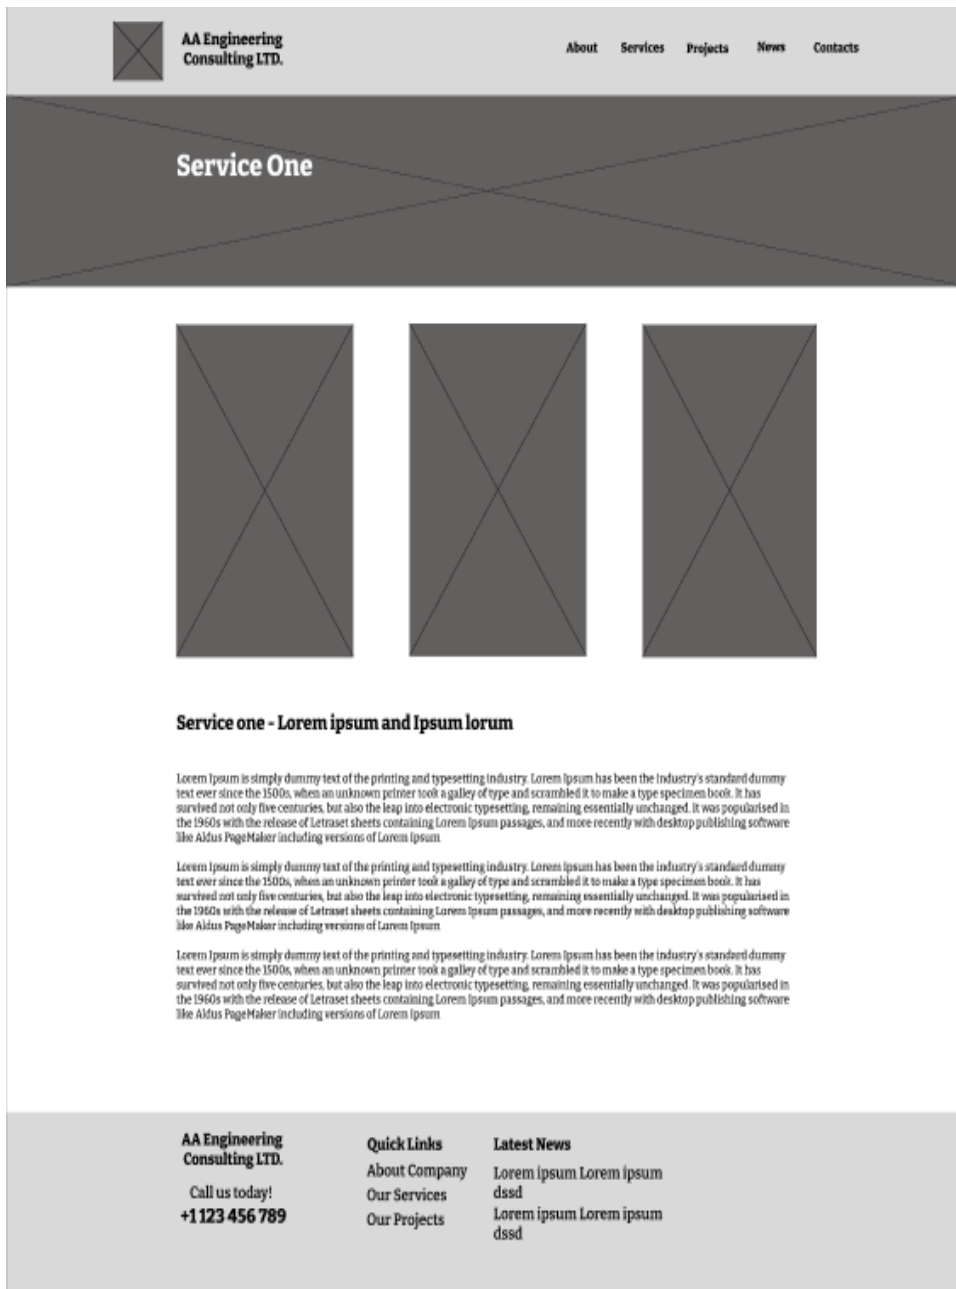 AA Engineering
Consulting LTD.
About Services Projects News Contacts
Service One
Service one - Lorem ipsum and Ipsum lorum
Lorem Ipsum is simply dummy text of the printing and typesetting industry. Lorem Ipsum has been the industry's standard dummy
text ever since the 1500s, when an unknown printer took a galley of type and scrambled it to make a type specimen book. It has
survived not only five centuries, but also the leap into electronic typesetting, remaining essentially unchanged. It was popularised in
the 1960s with the release of Letraset sheets containing Lorem Ipsum passages, and more recently with desktop publishing software
like Aldus PageMaker including versions of Lorem Ipsum
Lorem Ipsum is simply dummy text of the printing and typesetting industry. Lorem Ipsum has been the industry's standard dummy
text ever since the 1500s, when an unknown printer took a galley of type and scrambled it to make a type specimen book. It has
survived not only five centuries, but also the leap into electronic typesetting, remaining essentially unchanged. It was popularised in
the 1960s with the release of Letraset sheets containing Lorem Ipsum passages, and more recently with desktop publishing software
like Aldus PageMaker including versions of Lorem Ipsum
Lorem Ipsum is simply dummy text of the printing and typesetting industry. Lorem Ipsum has been the industry's standard dummy
text ever since the 1500s, when an unknown printer took a galley of type and scrambled it to make a type specimen book. It has
survived not only five centuries, but also the leap into electronic typesetting, remaining essentially unchanged. It was popularised in
the 1960s with the release of Letraset sheets containing Lorem Ipsum passages, and more recently with desktop publishing software
like Aldus PageMaker including versions of Lorem Ipsum
AA Engineering
Consulting LTD.
Call us today!
+1 123 456 789
Quick Links
About Company
Our Services
Our Projects
Latest News
Lorem ipsum Lorem ipsum
dssd
Lorem ipsum Lorem ipsum
dssd